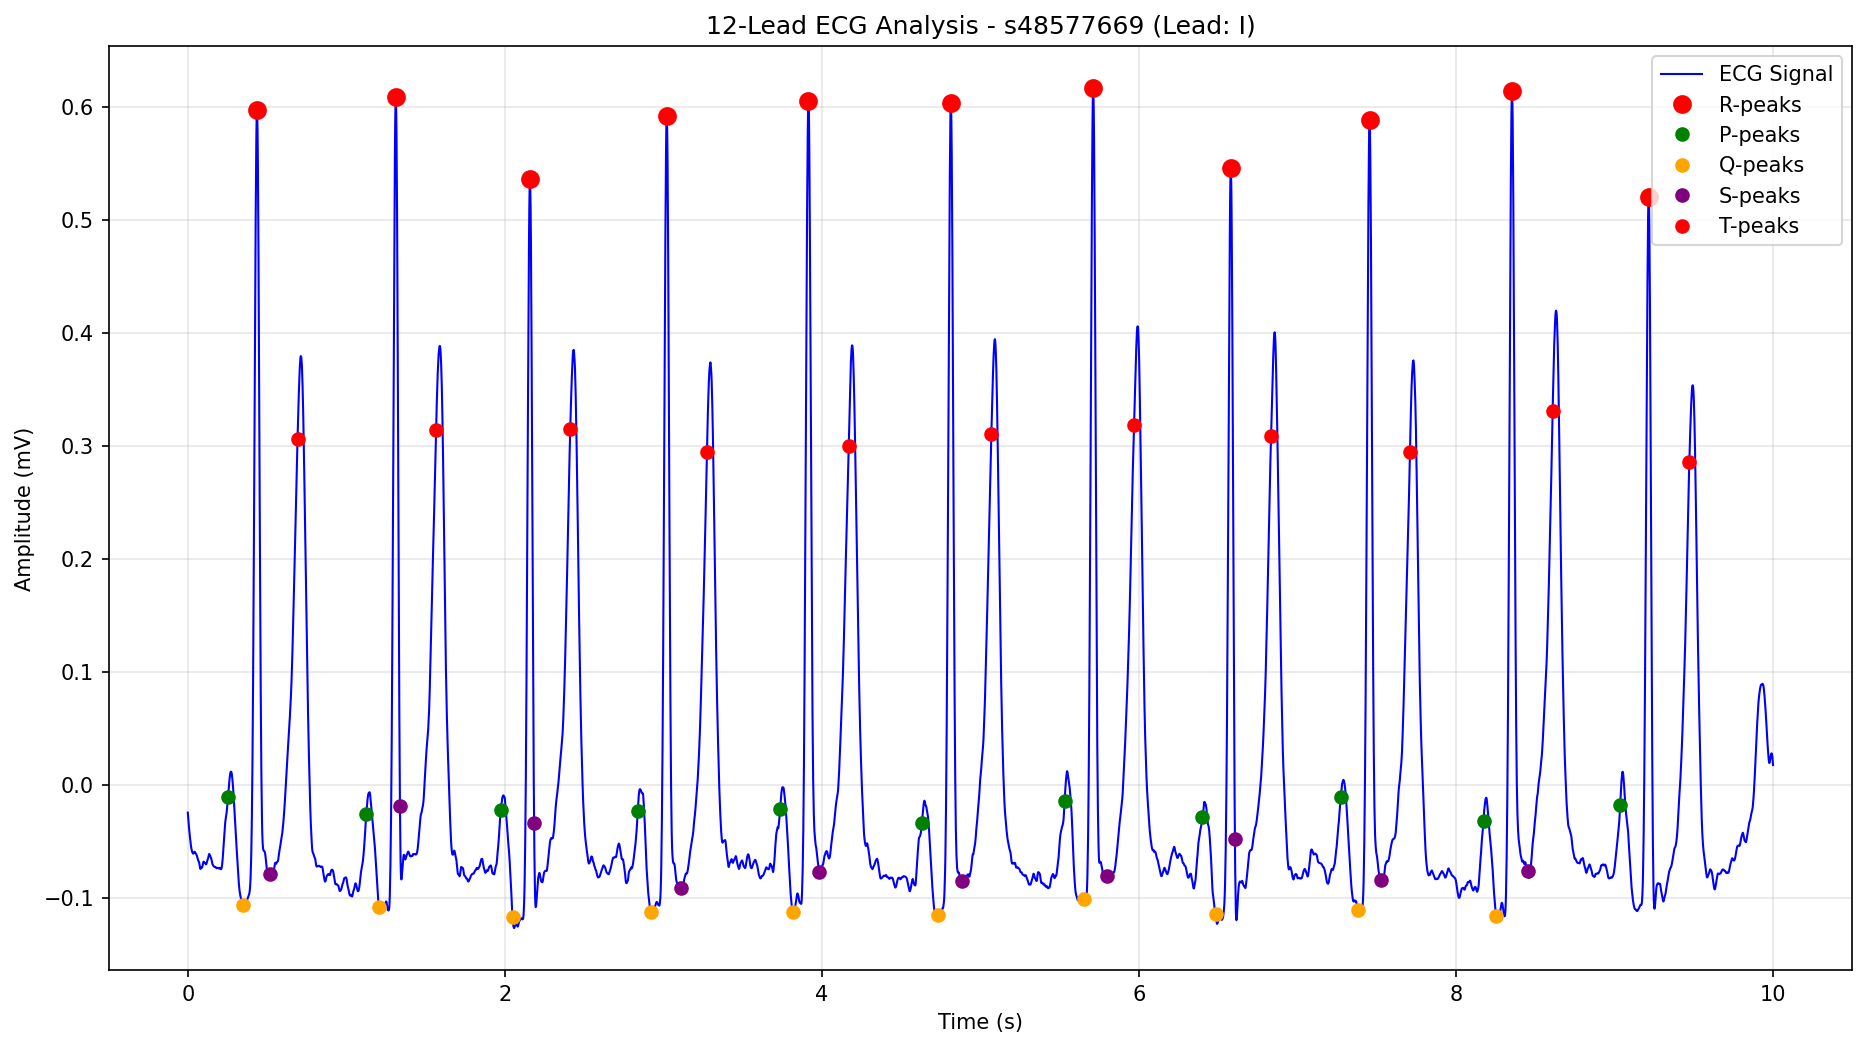 12-Lead ECG Analysis - s48577669 (Lead: I)
ECG Signal
R-peaks
P-peaks
Q-peaks
S-peaks
T-peaks
Amplitude (mV)
0.6
0.5
0.4
0.3
0.2
0.1
0.0
−0.1
0
2
4
6
8
10
Time (s)